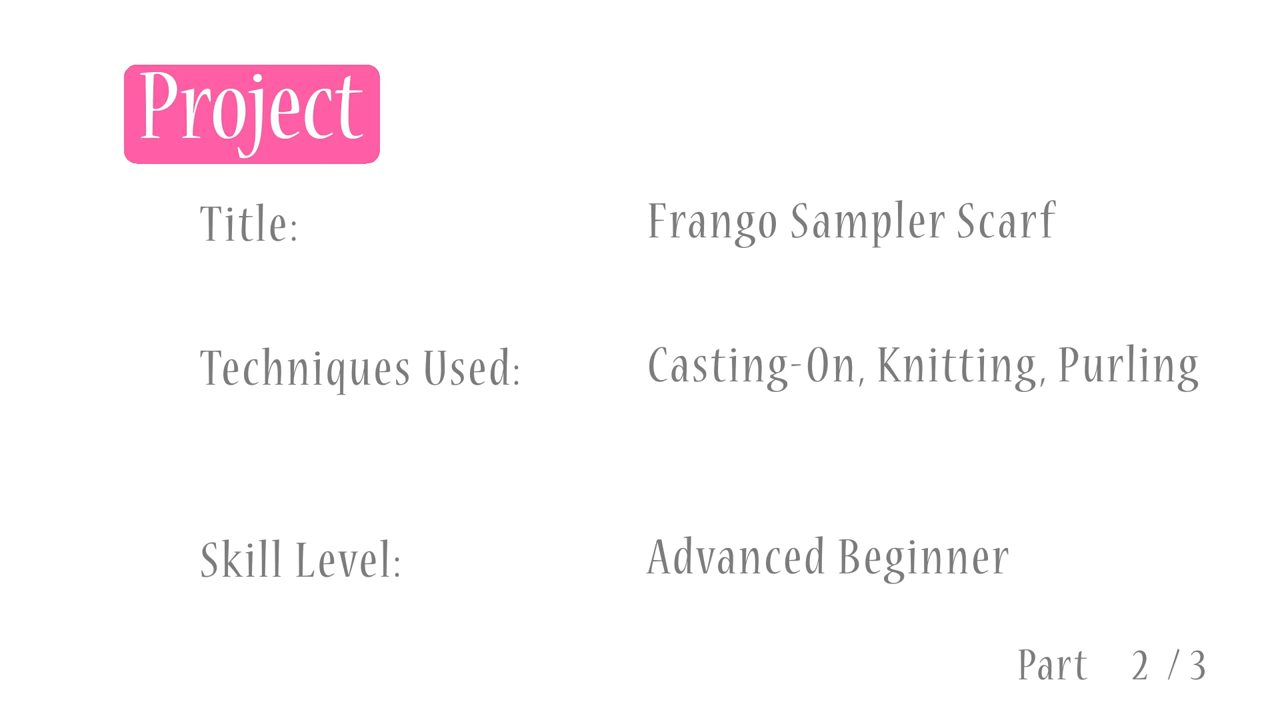 Project
Title: Frango Sampler Scarf
Techniques Used: Casting-On, Knitting, Purling
Skill Level: Advanced Beginner
Part 2 / 3